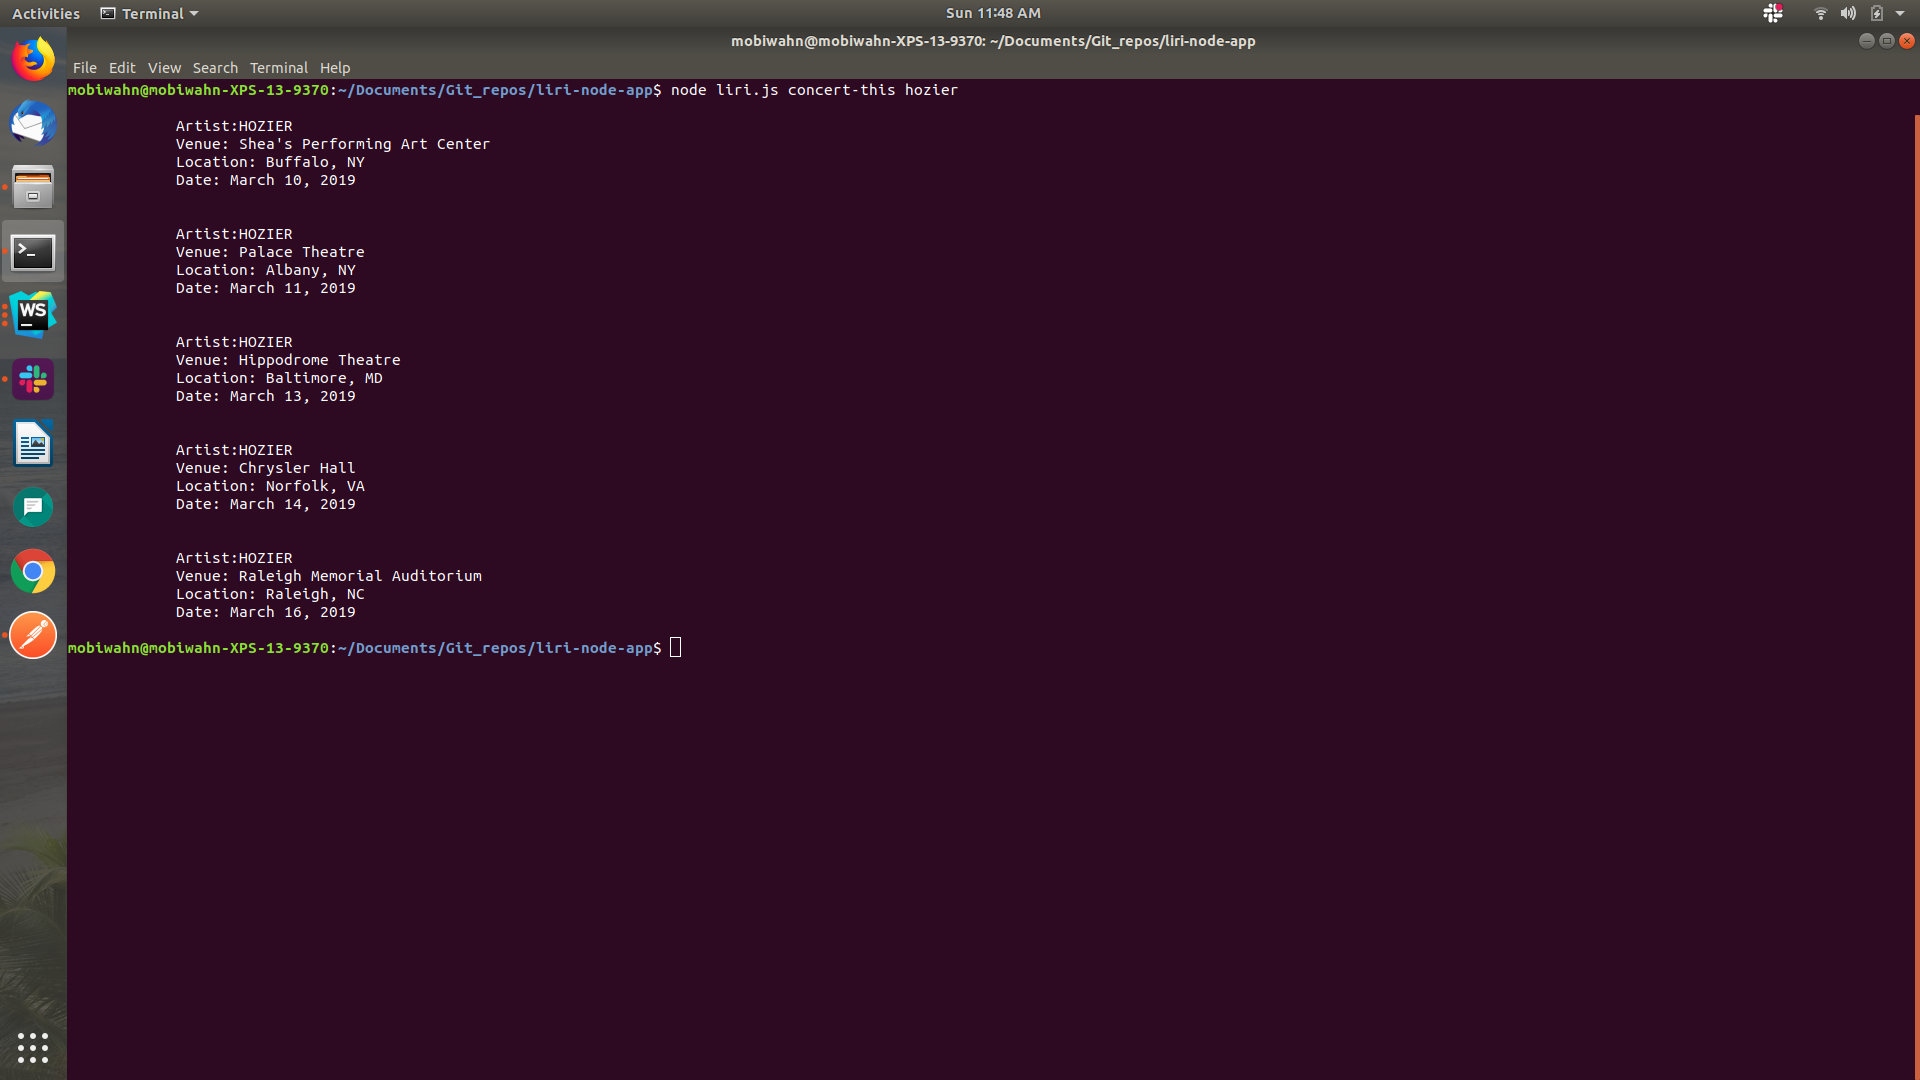 Activities Terminal Sun 11:48 AM
mobiwahn@mobiwahn-XPS-13-9370: ~/Documents/Git_repos/liri-node-app
File Edit View Search Terminal Help
mobiwahn@mobiwahn-XPS-13-9370:~/Documents/Git_repos/liri-node-app$ node liri.js concert-this hozier
Artist:HOZIER
Venue: Shea's Performing Art Center
Location: Buffalo, NY
Date: March 10, 2019
Artist:HOZIER
Venue: Palace Theatre
Location: Albany, NY
Date: March 11, 2019
Artist:HOZIER
Venue: Hippodrome Theatre
Location: Baltimore, MD
Date: March 13, 2019
Artist:HOZIER
Venue: Chrysler Hall
Location: Norfolk, VA
Date: March 14, 2019
Artist:HOZIER
Venue: Raleigh Memorial Auditorium
Location: Raleigh, NC
Date: March 16, 2019
mobiwahn@mobiwahn-XPS-13-9370:~/Documents/Git_repos/liri-node-app$
WS